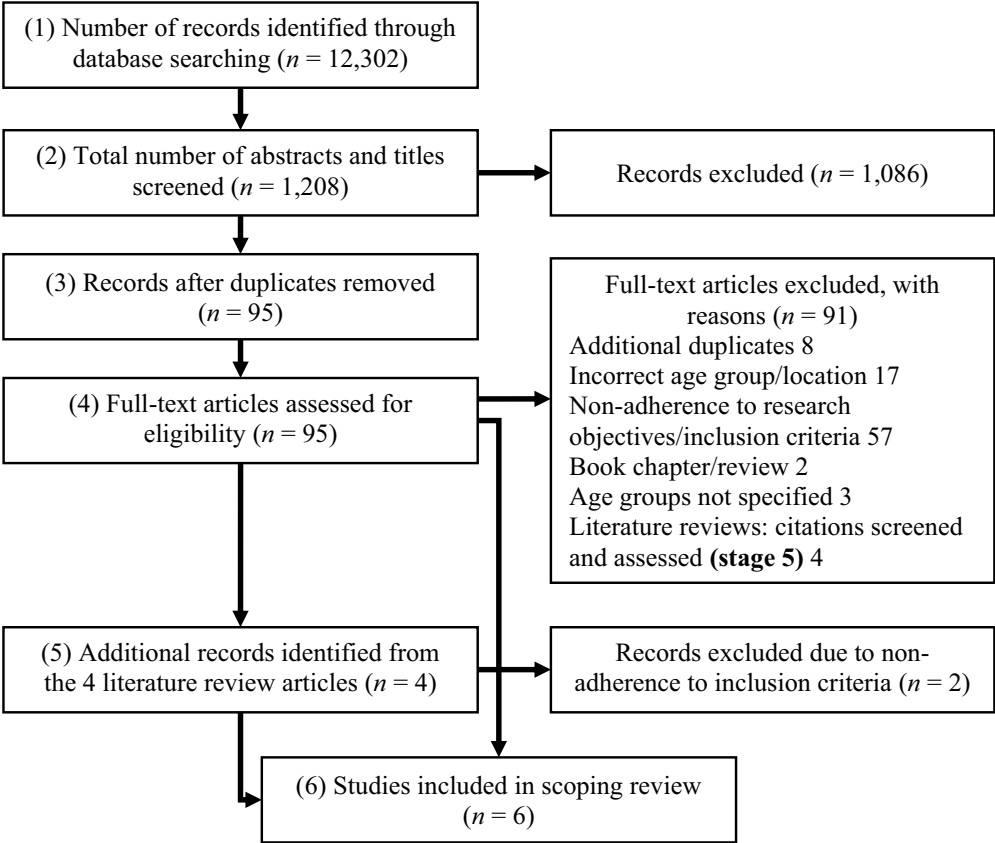 (1) Number of records identified through
database searching (n = 12,302)
(2) Total number of abstracts and titles
screened (n = 1,208)
Records excluded (n = 1,086)
(3) Records after duplicates removed
(n = 95)
Full-text articles excluded, with
reasons (n = 91)
Additional duplicates 8
Incorrect age group/location 17
Non-adherence to research
objectives/inclusion criteria 57
Book chapter/review 2
Age groups not specified 3
Literature reviews: citations screened
and assessed (stage 5) 4
(4) Full-text articles assessed for
eligibility (n = 95)
(5) Additional records identified from
the 4 literature review articles (n = 4)
Records excluded due to non-
adherence to inclusion criteria (n = 2)
(6) Studies included in scoping review
(n = 6)